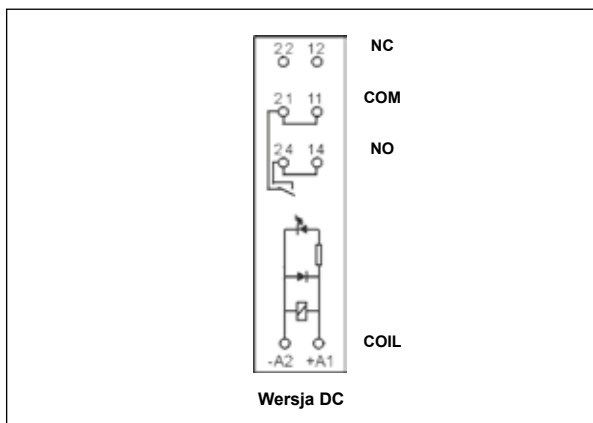 22 12 NC
21 11 COM
24 14 NO
COIL
-A2 +A1
Wersja DC